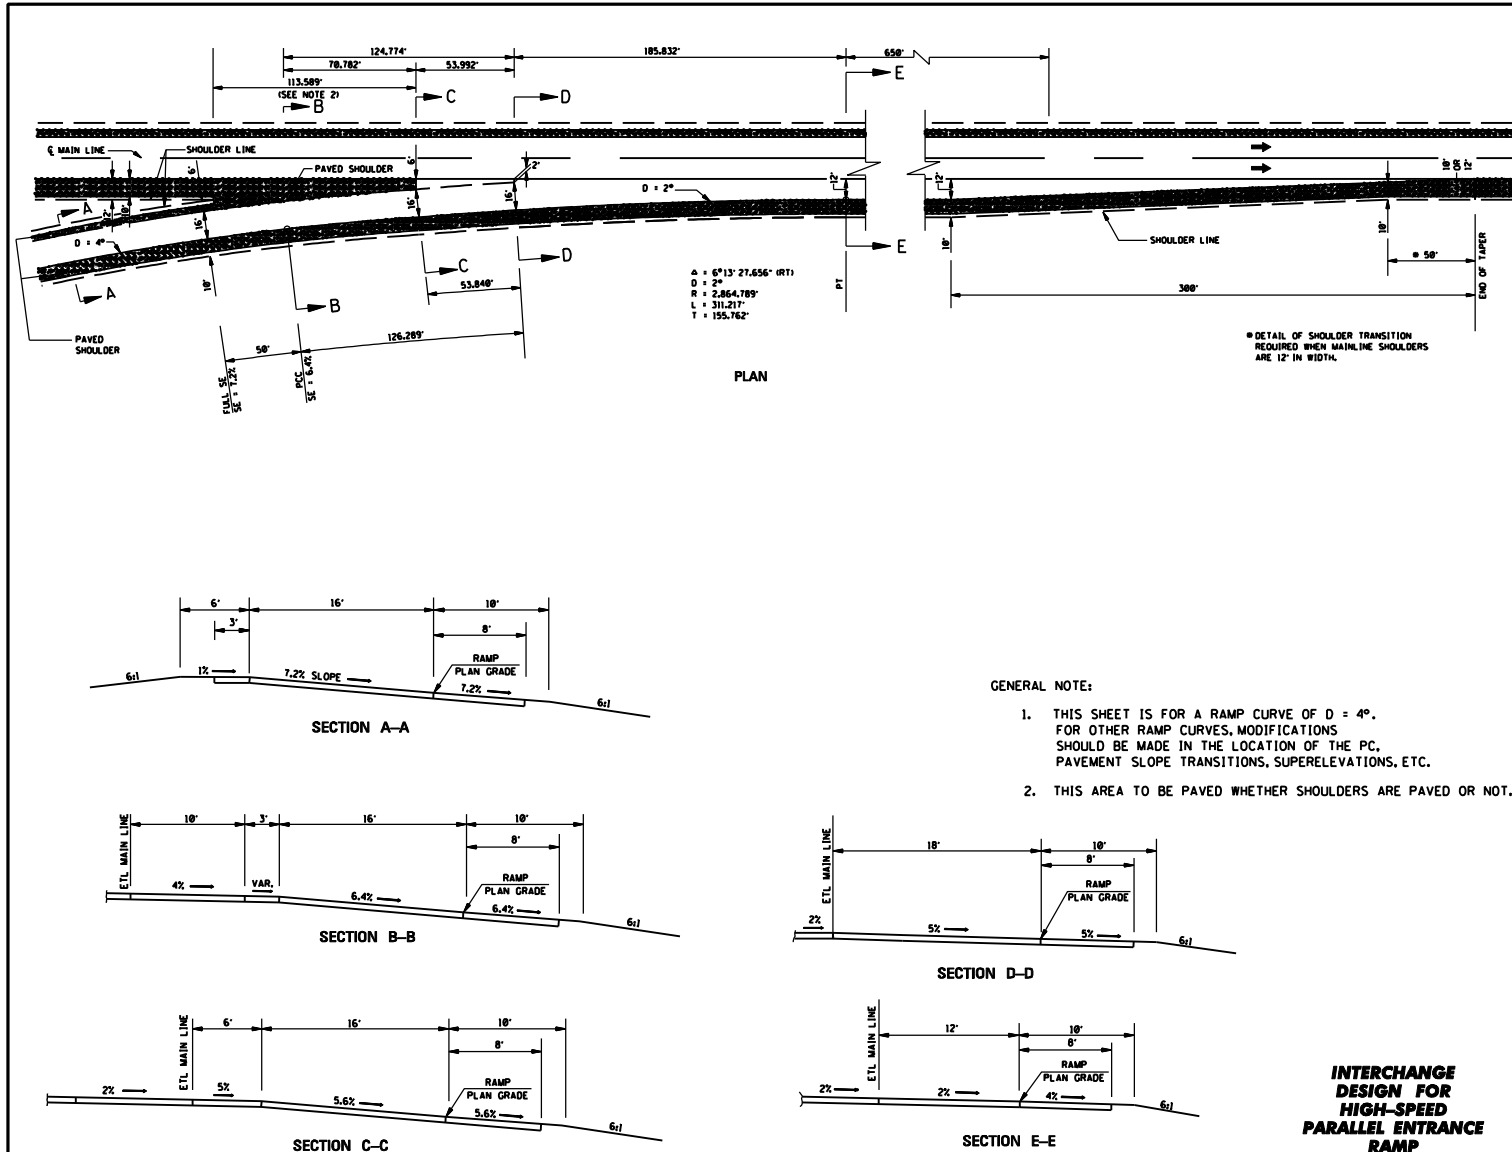 124.774'
185.832'
650'
70.782'
53.992'
113.589'
(SEE NOTE 2)
B
C
D
E
℄ MAIN LINE
SHOULDER LINE
PAVED SHOULDER
6'
6'
2'
12'
12'
10'
OR
12'
D = 2°
A
12'
10'
16'
16'
16'
D = 4°
SHOULDER LINE
10'
10'
10'
E
C
D
A
B
53.840'
Δ = 6°13' 27.656" (RT)
D = 2°
R = 2,864.789'
L = 311.217'
T = 155.762'
PT
* 50'
300'
END OF TAPER
PAVED
SHOULDER
50'
126.289'
FULL SE
SE = 7.2%
PCC
SE = 6.4%
* DETAIL OF SHOULDER TRANSITION
REQUIRED WHEN MAINLINE SHOULDERS
ARE 12' IN WIDTH.
PLAN
6' 16' 10'
3' 8'
RAMP
PLAN GRADE
6:1 1% 7.2% SLOPE 7.2% 6:1
SECTION A–A
GENERAL NOTE:
1. THIS SHEET IS FOR A RAMP CURVE OF D = 4°.
FOR OTHER RAMP CURVES, MODIFICATIONS
SHOULD BE MADE IN THE LOCATION OF THE PC,
PAVEMENT SLOPE TRANSITIONS, SUPERELEVATIONS, ETC.
2. THIS AREA TO BE PAVED WHETHER SHOULDERS ARE PAVED OR NOT.
ETL MAIN LINE
10' 3' 16' 10'
8'
RAMP
PLAN GRADE
4% VAR. 6.4% 6.4% 6:1
SECTION B–B
ETL MAIN LINE
18' 10'
8'
RAMP
PLAN GRADE
2% 5% 5% 6:1
SECTION D–D
ETL MAIN LINE
6' 16' 10'
8'
RAMP
PLAN GRADE
2% 5% 5.6% 5.6% 6:1
SECTION C–C
ETL MAIN LINE
12' 10'
8'
RAMP
PLAN GRADE
2% 2% 4% 6:1
SECTION E–E
INTERCHANGE
DESIGN FOR
HIGH–SPEED
PARALLEL ENTRANCE
RAMP